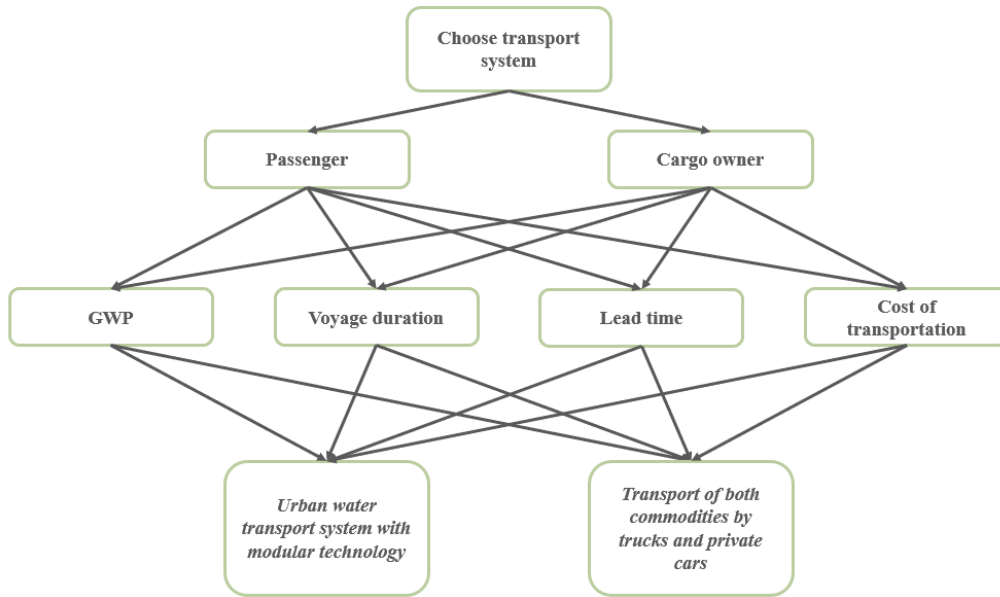 Choose transport
system
Passenger
Cargo owner
GWP
Voyage duration
Lead time
Cost of
transportation
Urban water
transport system with
modular technology
Transport of both
commodities by
trucks and private
cars